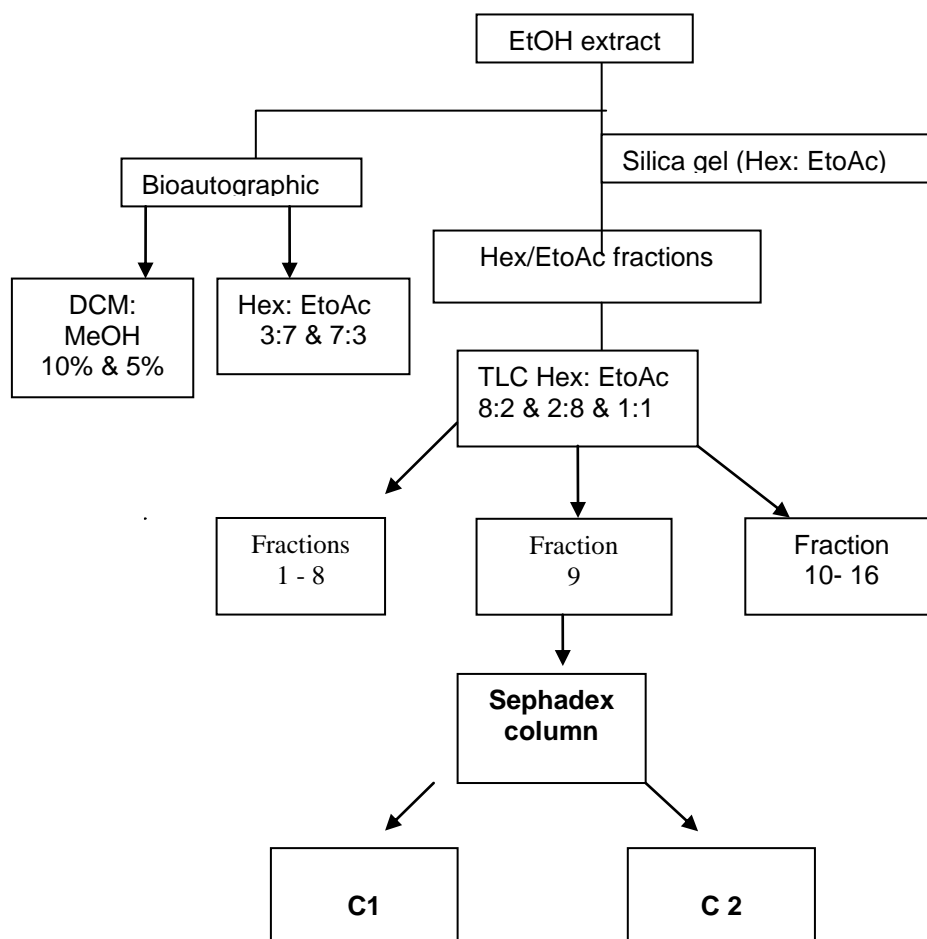 EtOH extract
Silica gel (Hex: EtoAc)
Bioautographic
Hex/EtoAc fractions
DCM:
MeOH
10% & 5%
Hex: EtoAc
3:7 & 7:3
TLC Hex: EtoAc
8:2 & 2:8 & 1:1
Fractions
1 - 8
Fraction
9
Fraction
10- 16
Sephadex
column
C1
C 2